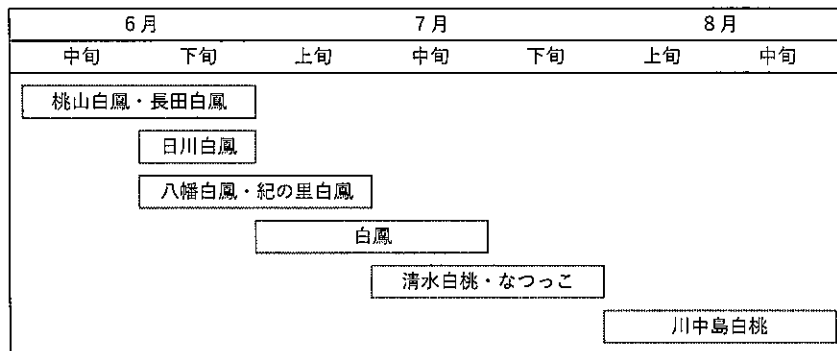 6月 7月 8月
中旬 下旬 上旬 中旬 下旬 上旬 中旬
桃山白鳳・長田白鳳
日川白鳳
八幡白鳳・紀の里白鳳
白鳳
清水白桃・なつっこ
川中島白桃